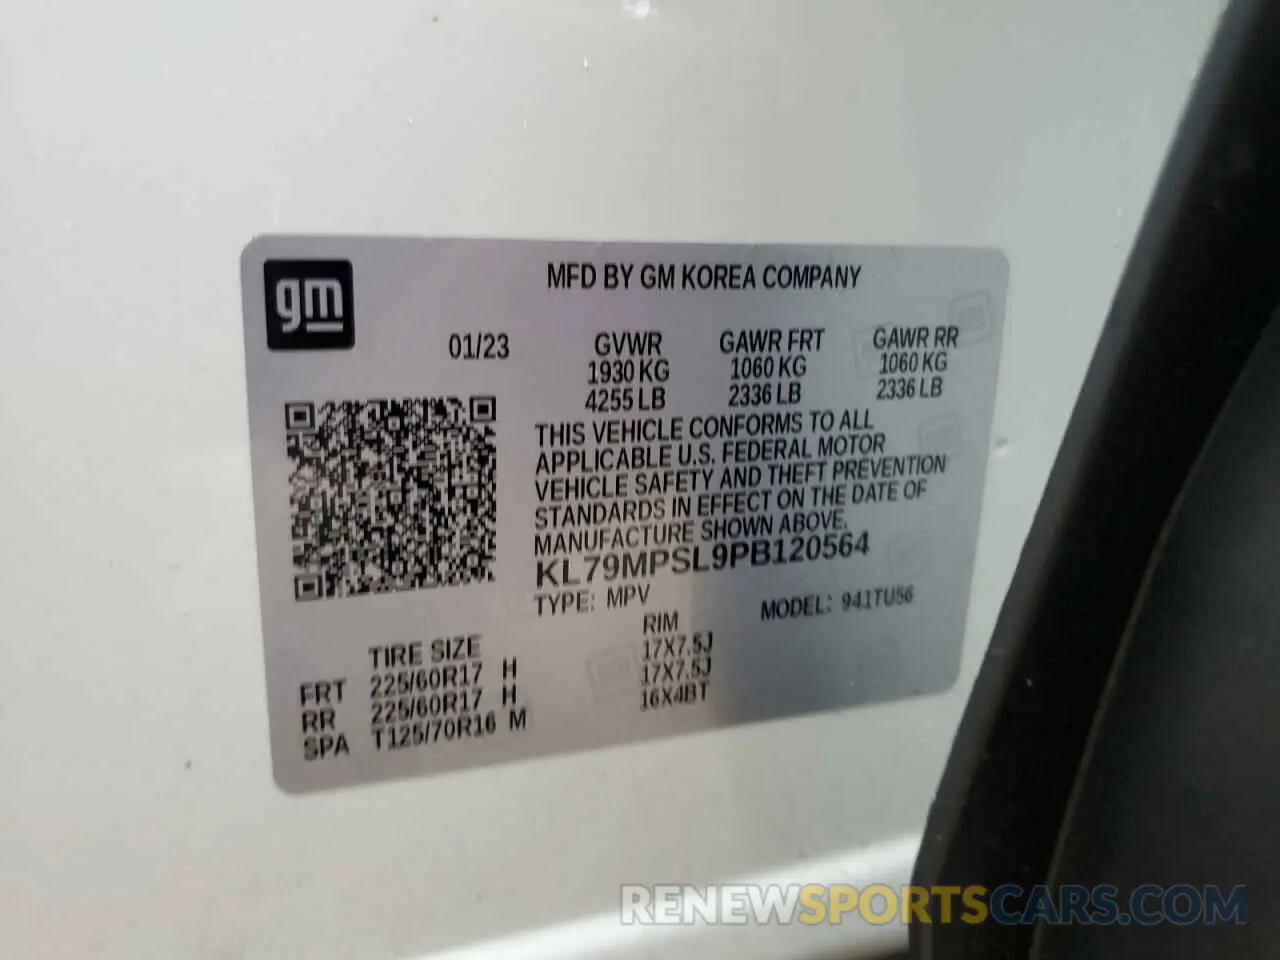 gm
MFD BY GM KOREA COMPANY
01/23
GVWR GAWR FRT GAWR RR
1930 KG 1060 KG 1060 KG
4255 LB 2336 LB 2336 LB
THIS VEHICLE CONFORMS TO ALL
APPLICABLE U.S. FEDERAL MOTOR
VEHICLE SAFETY AND THEFT PREVENTION
STANDARDS IN EFFECT ON THE DATE OF
MANUFACTURE SHOWN ABOVE.
KL79MPSL9PB120564
TYPE: MPV MODEL: 941TU56
TIRE SIZE RIM
FRT 225/60R17 H 17X7.5J
RR 225/60R17 H 17X7.5J
SPA T125/70R16 M 16X4BT
RENEWSPORTSCARS.COM